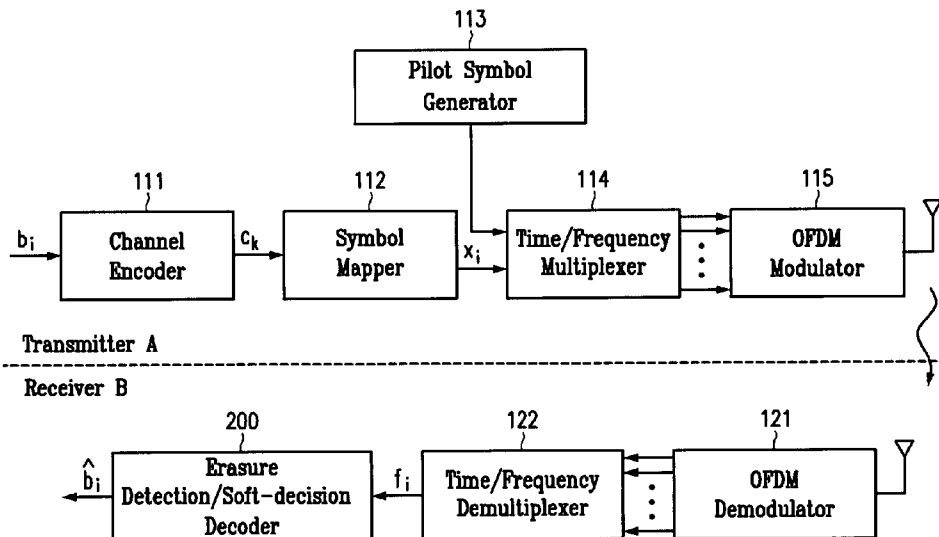 113
Pilot Symbol
Generator
111
112
114
115
b_i
Channel
Encoder
c_k
Symbol
Mapper
x_i
Time/Frequency
Multiplexer
OFDM
Modulator
Transmitter A
Receiver B
200
122
121
b̂_i
Erasure
Detection/Soft-decision
Decoder
f_i
Time/Frequency
Demultiplexer
OFDM
Demodulator